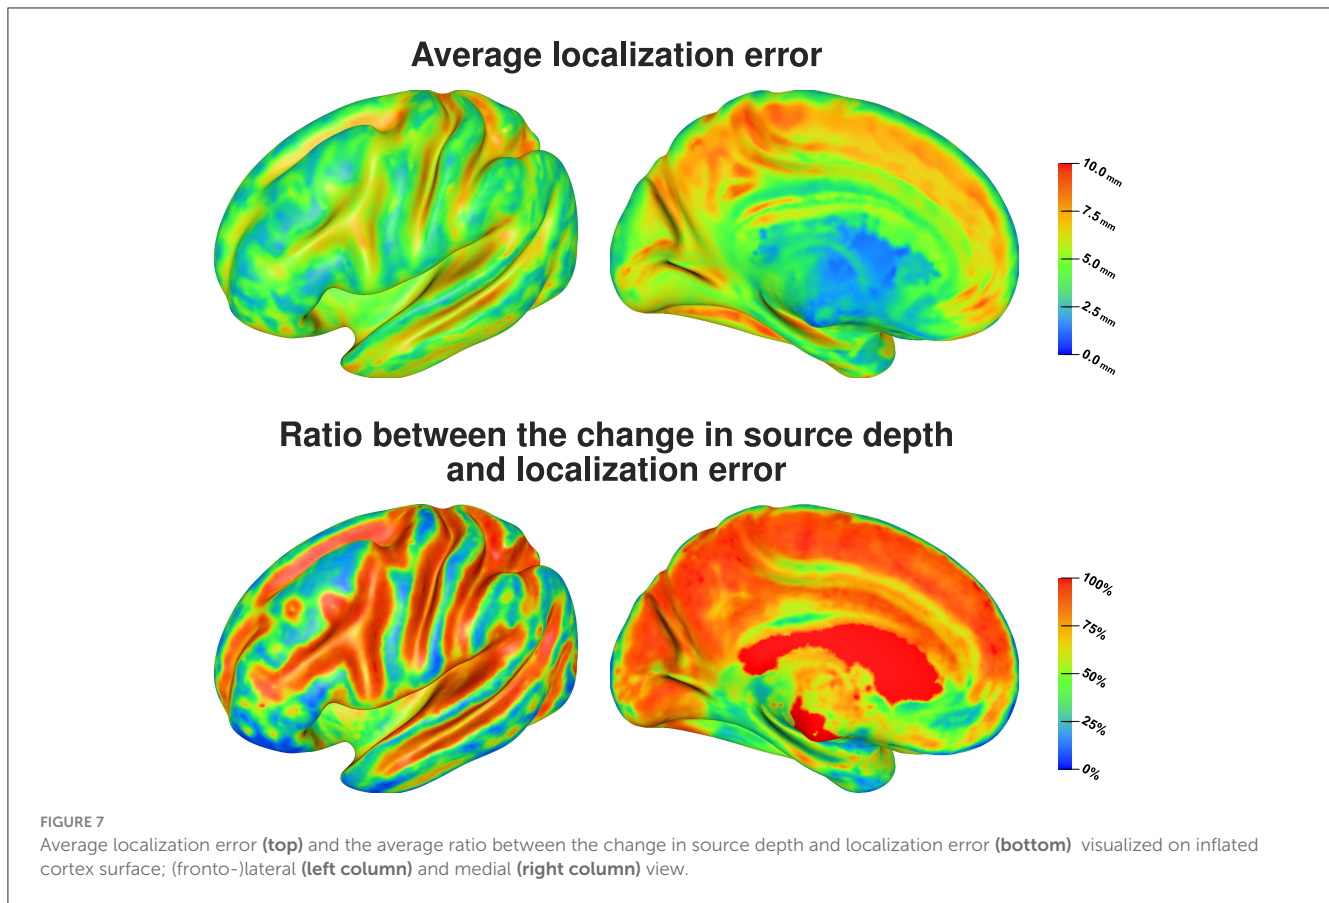 Average localization error
10.0 mm
7.5 mm
5.0 mm
2.5 mm
0.0 mm
Ratio between the change in source depth
and localization error
100%
75%
50%
25%
0%
FIGURE 7
Average localization error (top) and the average ratio between the change in source depth and localization error (bottom) visualized on inflated
cortex surface; (fronto-)lateral (left column) and medial (right column) view.